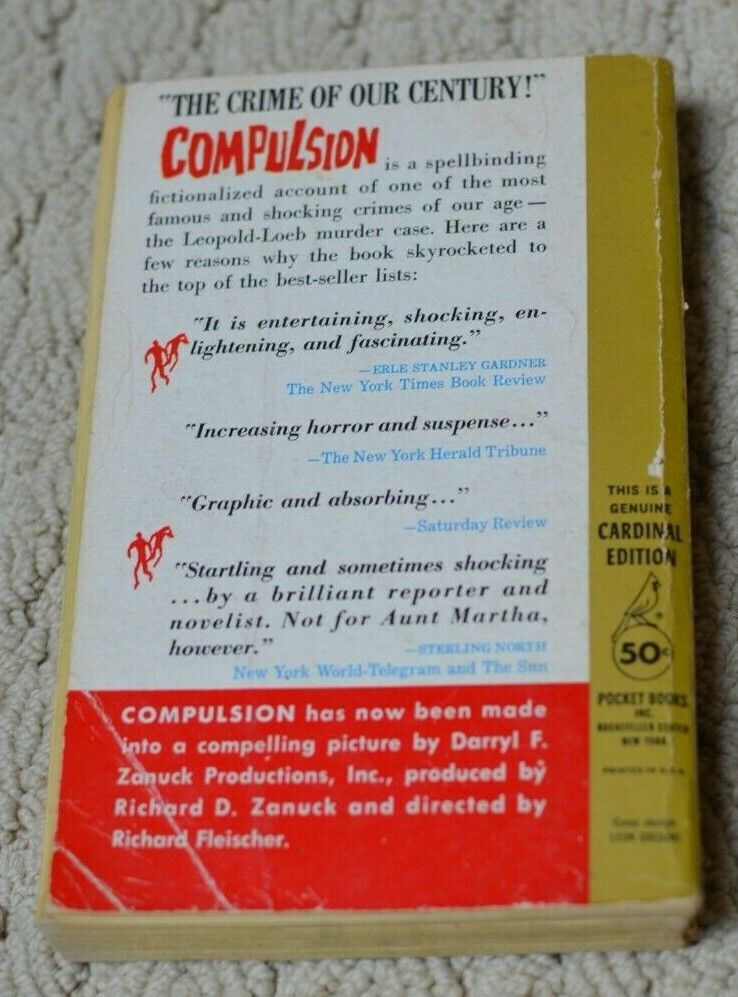 "THE CRIME OF OUR CENTURY!"
COMPULSION is a spellbinding
fictionalized account of one of the most
famous and shocking crimes of our age —
the Leopold-Loeb murder case. Here are a
few reasons why the book skyrocketed to
the top of the best-seller lists:
"It is entertaining, shocking, en-
lightening, and fascinating."
—ERLE STANLEY GARDNER
The New York Times Book Review
"Increasing horror and suspense..."
—The New York Herald Tribune
"Graphic and absorbing..."
—Saturday Review
"Startling and sometimes shocking
...by a brilliant reporter and
novelist. Not for Aunt Martha,
however."
—STERLING NORTH
New York World-Telegram and The Sun
COMPULSION has now been made
into a compelling picture by Darryl F.
Zanuck Productions, Inc., produced by
Richard D. Zanuck and directed by
Richard Fleischer.
THIS IS A
GENUINE
CARDINAL
EDITION
50¢
POCKET BOOKS,
INC.
ROCKEFELLER CENTER
NEW YORK
PRINTED IN U.S.A.